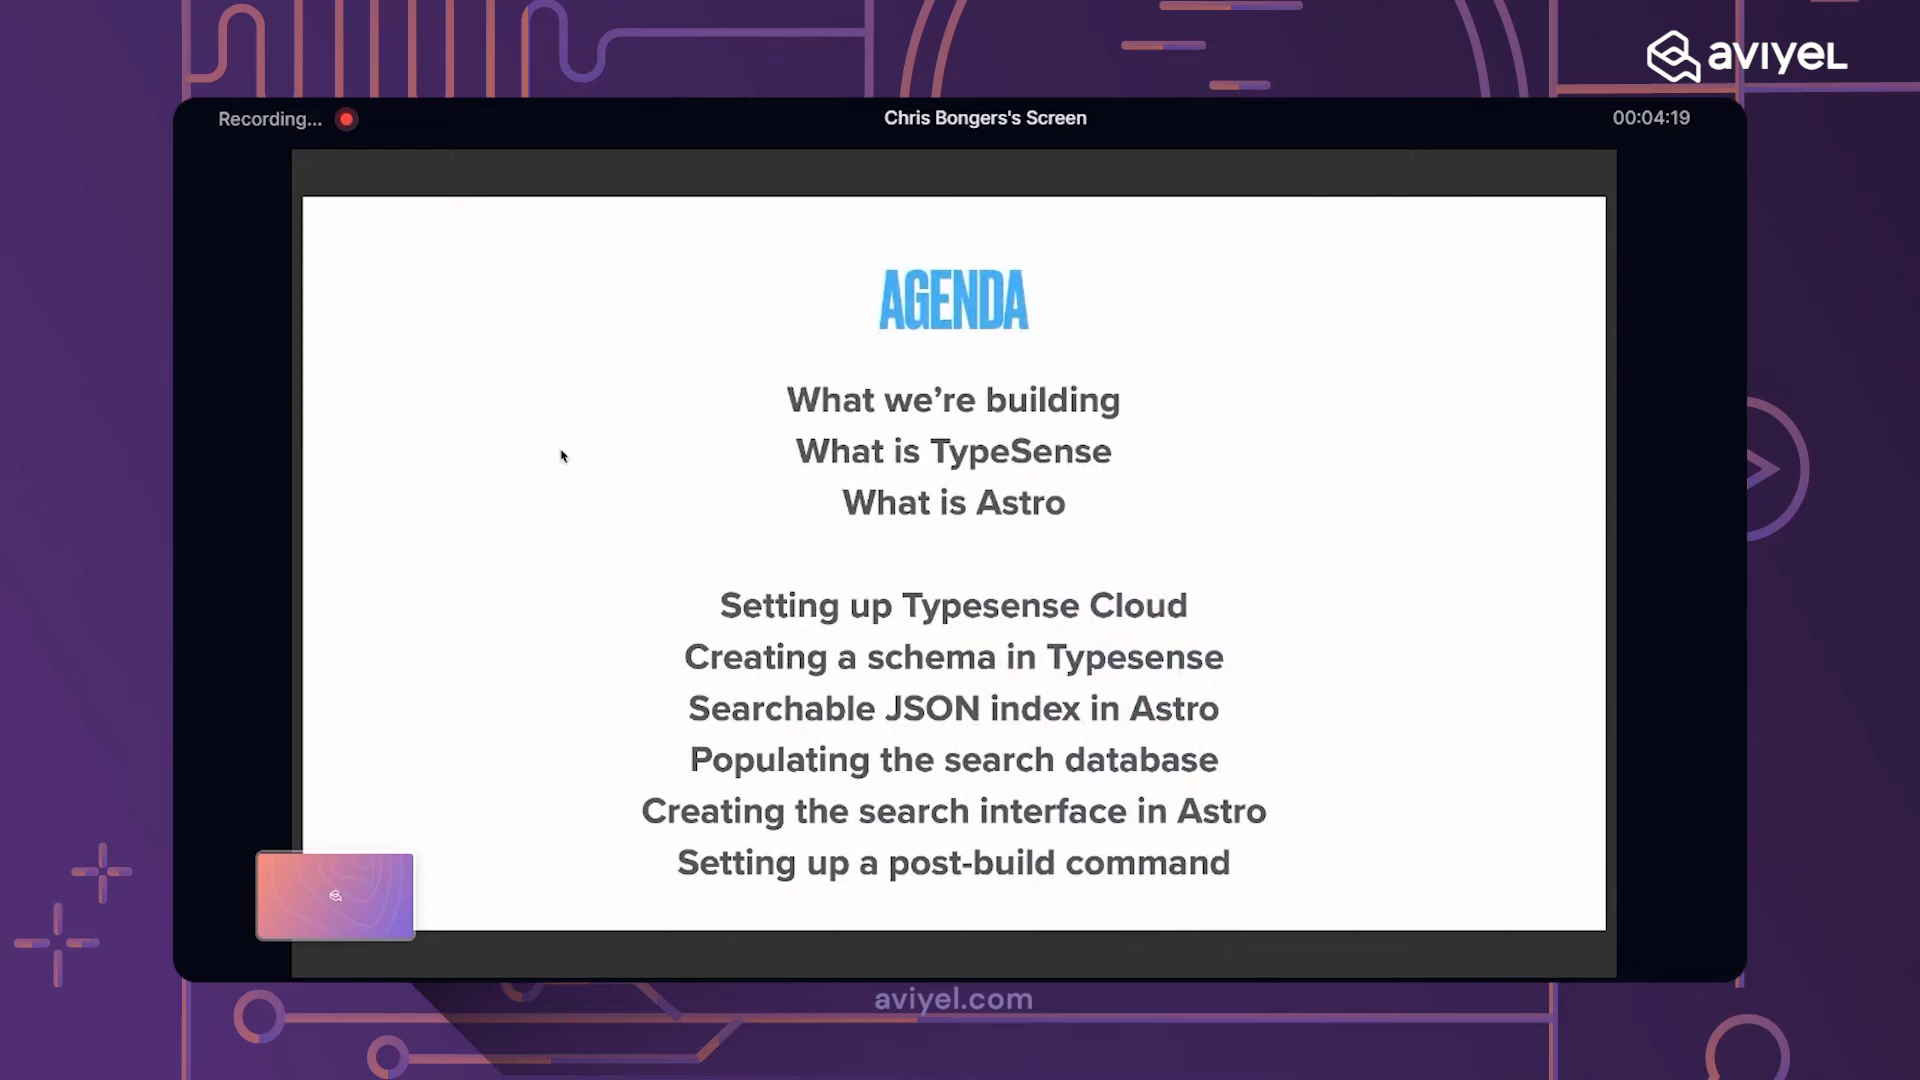 aviyel
Recording...
Chris Bongers's Screen
00:04:19
AGENDA
What we’re building
What is TypeSense
What is Astro
Setting up Typesense Cloud
Creating a schema in Typesense
Searchable JSON index in Astro
Populating the search database
Creating the search interface in Astro
Setting up a post-build command
aviyel.com